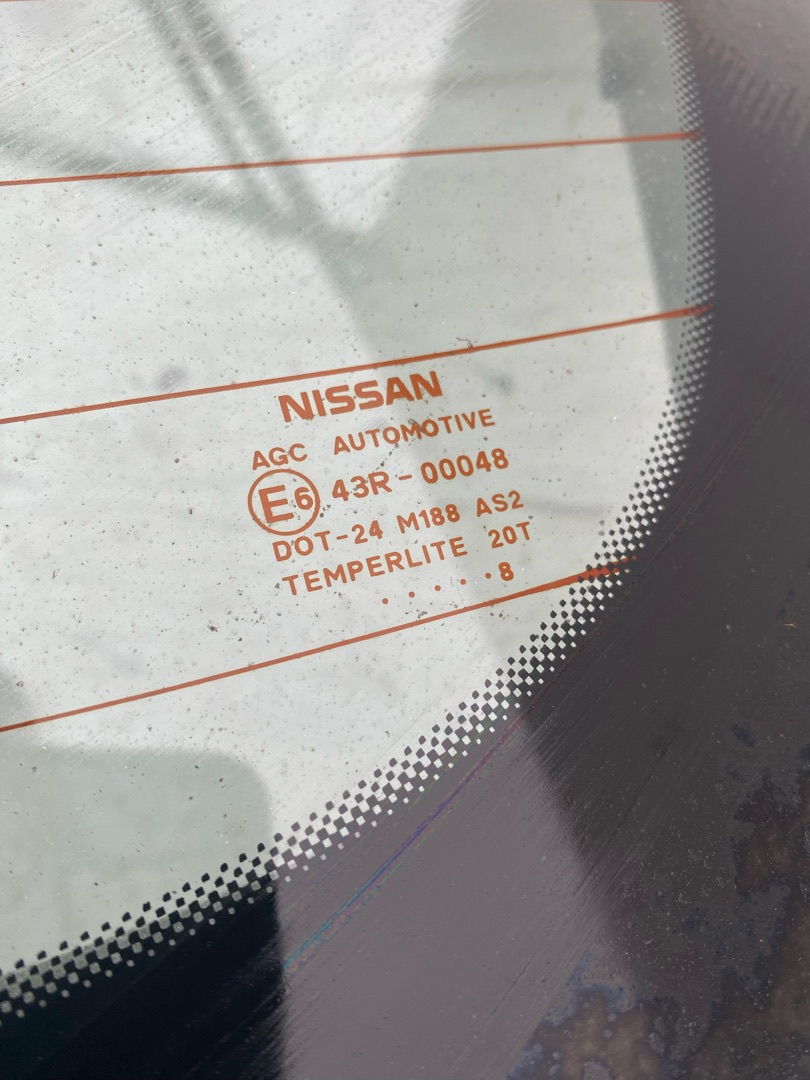 NISSAN
AGC AUTOMOTIVE
E6 43R-00048
DOT-24 M188 AS2
TEMPERLITE 20T
.....8